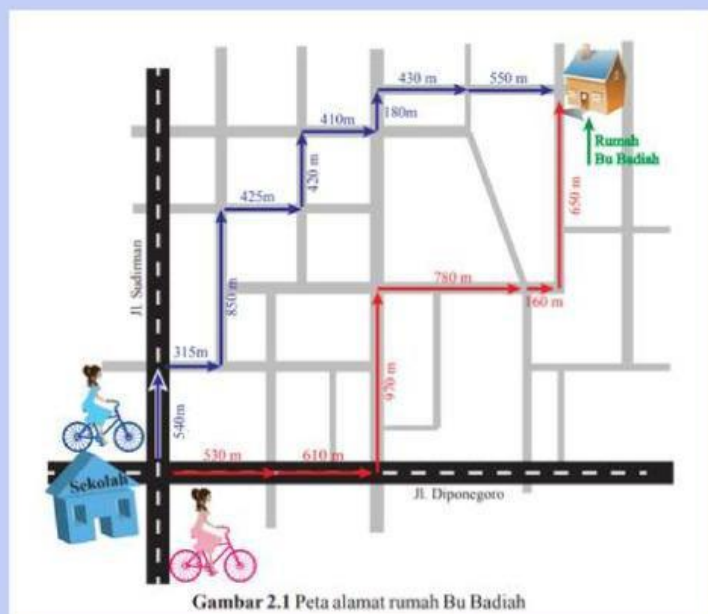 430 m
550 m
410m
180m
Rumah
Bu Badiah
420 m
425m
650 m
Jl. Sudirman
850 m
780 m
160 m
315m
970 m
540m
530 m
610 m
Sekolah
Jl. Diponegoro
Gambar 2.1 Peta alamat rumah Bu Badiah